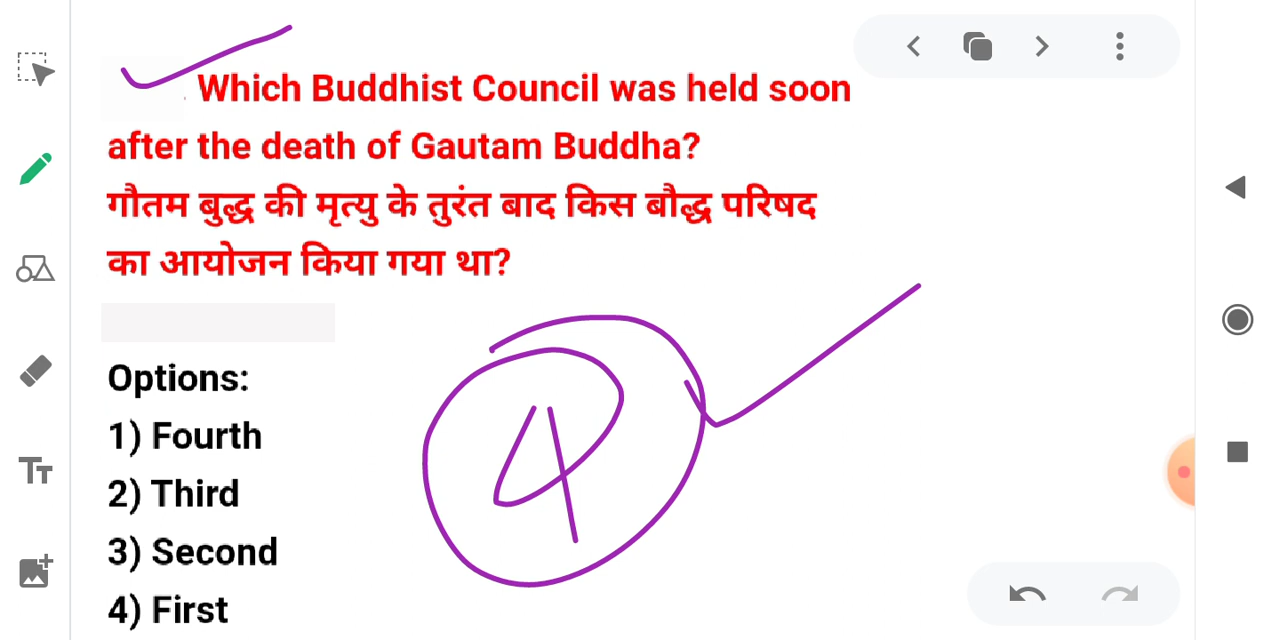 Which Buddhist Council was held soon
after the death of Gautam Buddha?
गौतम बुद्ध की मृत्यु के तुरंत बाद किस बौद्ध परिषद
का आयोजन किया गया था?
Options:
1) Fourth
2) Third
3) Second
4) First
4